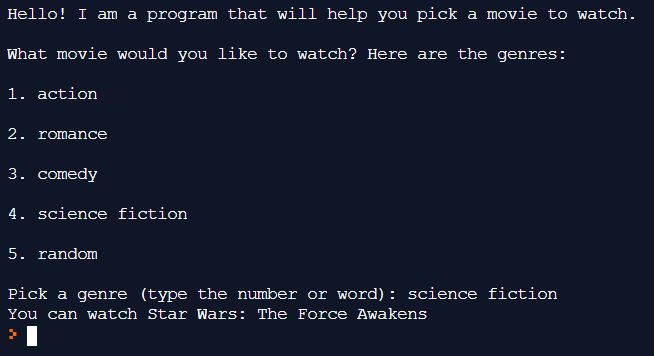 Hello! I am a program that will help you pick a movie to watch.
What movie would you like to watch? Here are the genres:
1. action
2. romance
3. comedy
4. science fiction
5. random
Pick a genre (type the number or word): science fiction
You can watch Star Wars: The Force Awakens
>